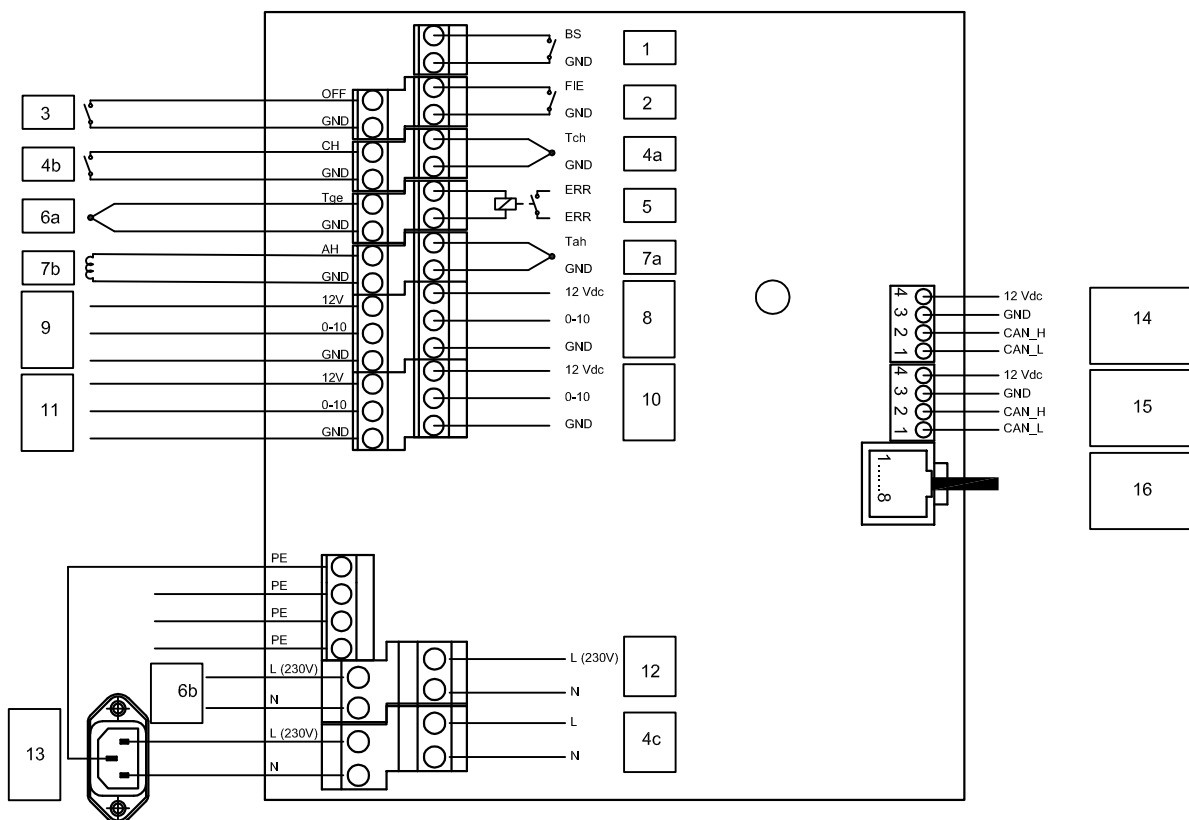 BS
1
GND
FIE
2
GND
OFF
3
GND
Tch
4a
GND
CH
4b
GND
ERR
5
ERR
Tge
6a
GND
Tah
7a
GND
AH
7b
GND
12 Vdc
0-10
8
GND
12V
9
0-10
GND
12 Vdc
0-10
10
GND
12V
11
0-10
GND
4
3
2
1
12 Vdc
GND
CAN_H
CAN_L
14
4
3
2
1
12 Vdc
GND
CAN_H
CAN_L
15
1......8
16
PE
PE
PE
PE
L (230V)
6b
N
L (230V)
12
N
L (230V)
13
N
L
4c
N